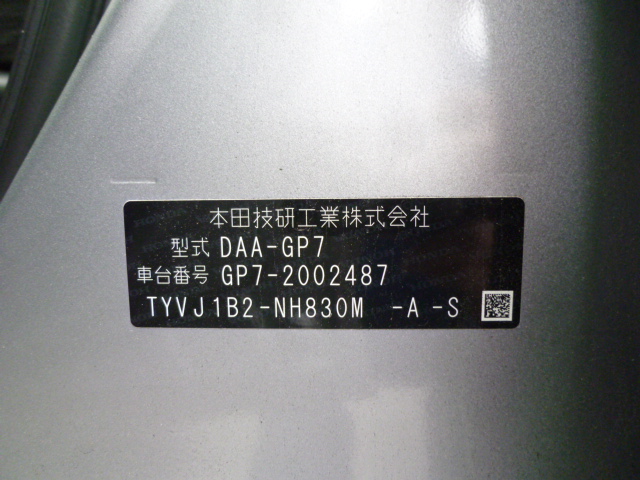 本田技研工業株式会社
型式 DAA-GP7
車台番号 GP7-2002487
TYVJ1B2-NH830M -A -S